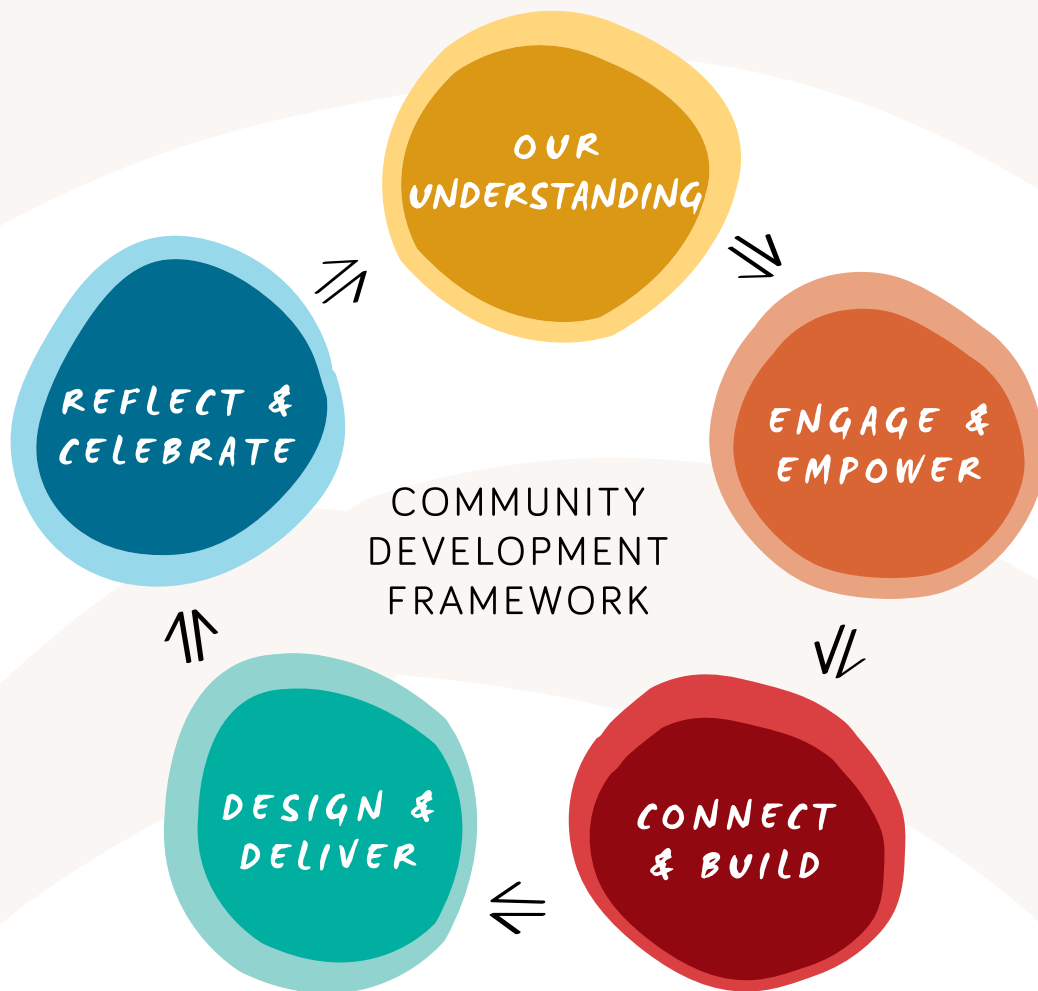 OUR
UNDERSTANDING
ENGAGE &
EMPOWER
CONNECT
& BUILD
DESIGN &
DELIVER
REFLECT &
CELEBRATE
COMMUNITY
DEVELOPMENT
FRAMEWORK